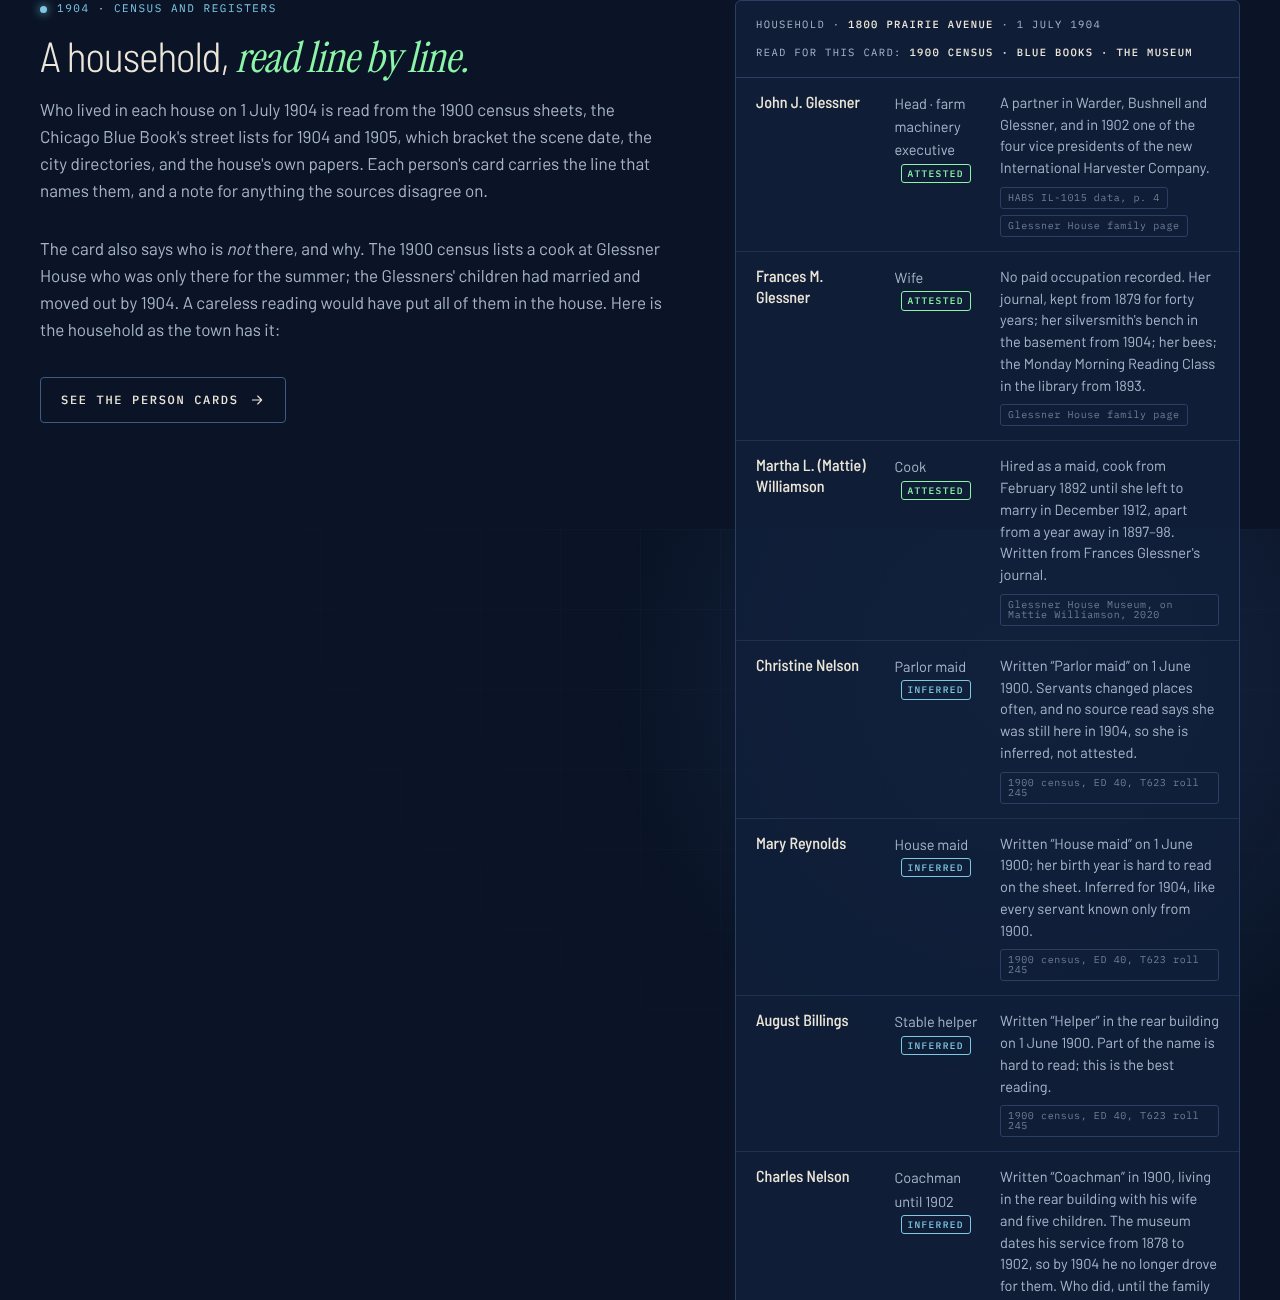 1904 · CENSUS AND REGISTERS
A household, read line by line.
Who lived in each house on 1 July 1904 is read from the 1900 census sheets, the
Chicago Blue Book's street lists for 1904 and 1905, which bracket the scene date, the
city directories, and the house's own papers. Each person's card carries the line that
names them, and a note for anything the sources disagree on.
The card also says who is not there, and why. The 1900 census lists a cook at Glessner
House who was only there for the summer; the Glessners' children had married and
moved out by 1904. A careless reading would have put all of them in the house. Here is
the household as the town has it:
SEE THE PERSON CARDS →
HOUSEHOLD · 1800 PRAIRIE AVENUE · 1 JULY 1904
READ FOR THIS CARD: 1900 CENSUS · BLUE BOOKS · THE MUSEUM
John J. Glessner
Head · farm
machinery
executive
ATTESTED
A partner in Warder, Bushnell and
Glessner, and in 1902 one of the
four vice presidents of the new
International Harvester Company.
HABS IL-1015 data, p. 4
Glessner House family page
Frances M.
Glessner
Wife
ATTESTED
No paid occupation recorded. Her
journal, kept from 1879 for forty
years; her silversmith's bench in
the basement from 1904; her bees;
the Monday Morning Reading Class
in the library from 1893.
Glessner House family page
Martha L. (Mattie)
Williamson
Cook
ATTESTED
Hired as a maid, cook from
February 1892 until she left to
marry in December 1912, apart
from a year away in 1897–98.
Written from Frances Glessner's
journal.
Glessner House Museum, on
Mattie Williamson, 2020
Christine Nelson
Parlor maid
INFERRED
Written “Parlor maid” on 1 June
1900. Servants changed places
often, and no source read says she
was still here in 1904, so she is
inferred, not attested.
1900 census, ED 40, T623 roll
245
Mary Reynolds
House maid
INFERRED
Written “House maid” on 1 June
1900; her birth year is hard to read
on the sheet. Inferred for 1904, like
every servant known only from
1900.
1900 census, ED 40, T623 roll
245
August Billings
Stable helper
INFERRED
Written “Helper” in the rear building
on 1 June 1900. Part of the name is
hard to read; this is the best
reading.
1900 census, ED 40, T623 roll
245
Charles Nelson
Coachman
until 1902
INFERRED
Written “Coachman” in 1900, living
in the rear building with his wife
and five children. The museum
dates his service from 1878 to
1902, so by 1904 he no longer drove
for them. Who did, until the family